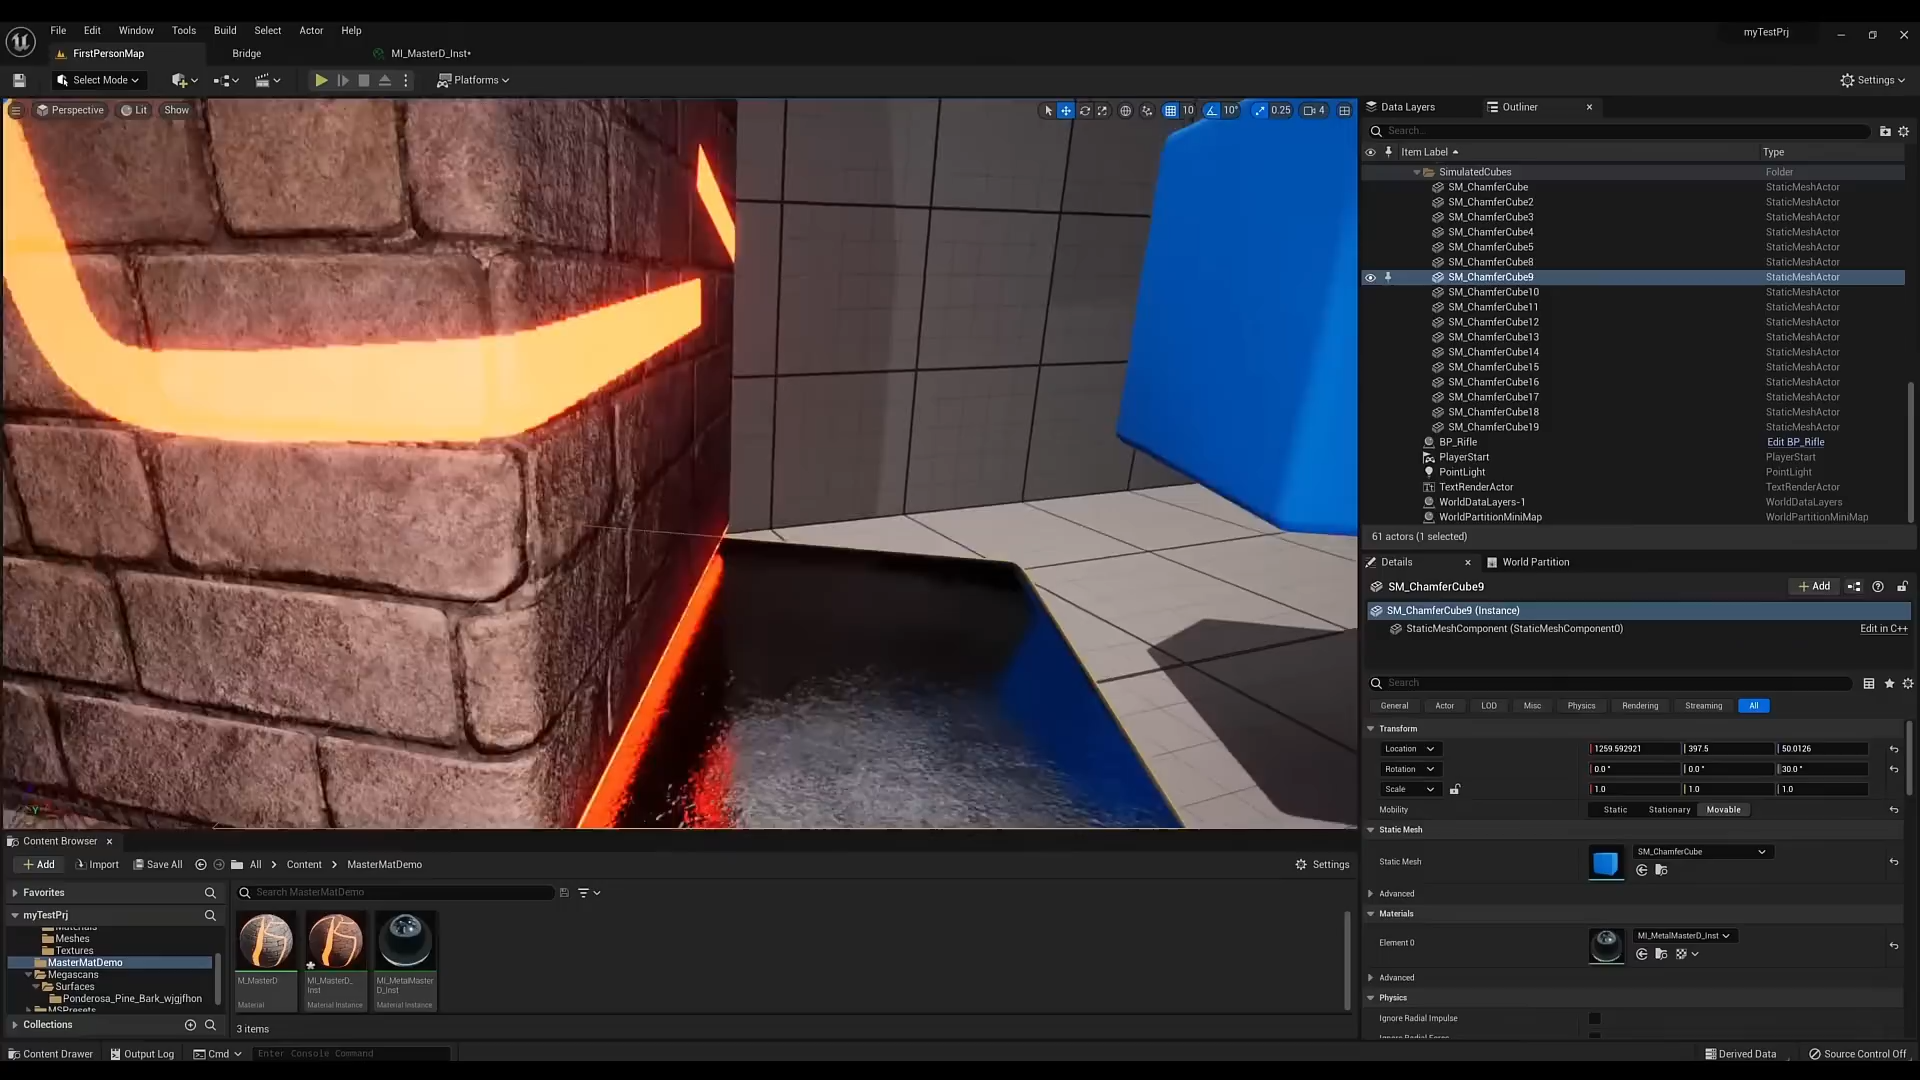 File Edit Window Tools Build Select Actor Help
myTestPrj
FirstPersonMap Bridge MI_MasterD_Inst*
Select Mode Platforms Settings
Perspective Lit Show 10 10° 0.25 4
Data Layers Outliner
Search...
Item Label Type
SimulatedCubes Folder
SM_ChamferCube StaticMeshActor
SM_ChamferCube2 StaticMeshActor
SM_ChamferCube3 StaticMeshActor
SM_ChamferCube4 StaticMeshActor
SM_ChamferCube5 StaticMeshActor
SM_ChamferCube8 StaticMeshActor
SM_ChamferCube9 StaticMeshActor
SM_ChamferCube10 StaticMeshActor
SM_ChamferCube11 StaticMeshActor
SM_ChamferCube12 StaticMeshActor
SM_ChamferCube13 StaticMeshActor
SM_ChamferCube14 StaticMeshActor
SM_ChamferCube15 StaticMeshActor
SM_ChamferCube16 StaticMeshActor
SM_ChamferCube17 StaticMeshActor
SM_ChamferCube18 StaticMeshActor
SM_ChamferCube19 StaticMeshActor
BP_Rifle Edit BP_Rifle
PlayerStart PlayerStart
PointLight PointLight
TextRenderActor TextRenderActor
WorldDataLayers-1 WorldDataLayers
WorldPartitionMiniMap WorldPartitionMiniMap
61 actors (1 selected)
Details World Partition
SM_ChamferCube9 Add
SM_ChamferCube9 (Instance)
StaticMeshComponent (StaticMeshComponent0) Edit in C++
Search
General Actor LOD Misc Physics Rendering Streaming All
Transform
Location 1259.592921 397.5 50.0126
Rotation 0.0° 0.0° 30.0°
Scale 1.0 1.0 1.0
Mobility Static Stationary Movable
Static Mesh
Static Mesh SM_ChamferCube
Advanced
Materials
Element 0 MI_MetalMasterD_Inst
Advanced
Physics
Ignore Radial Impulse
Ignore Radial Force
Y
Content Browser
Add Import Save All All Content MasterMatDemo Settings
Favorites Search MasterMatDemo
myTestPrj
Materials
Meshes
Textures
MasterMatDemo
Megascans
Surfaces
Ponderosa_Pine_Bark_wjgjfhon
MSPresets
Collections
M_MasterD
Material
MI_MasterD_
Inst
Material Instance
MI_MetalMaster
D_Inst
Material Instance
3 items
Content Drawer Output Log Cmd Enter Console Command Derived Data Source Control Off